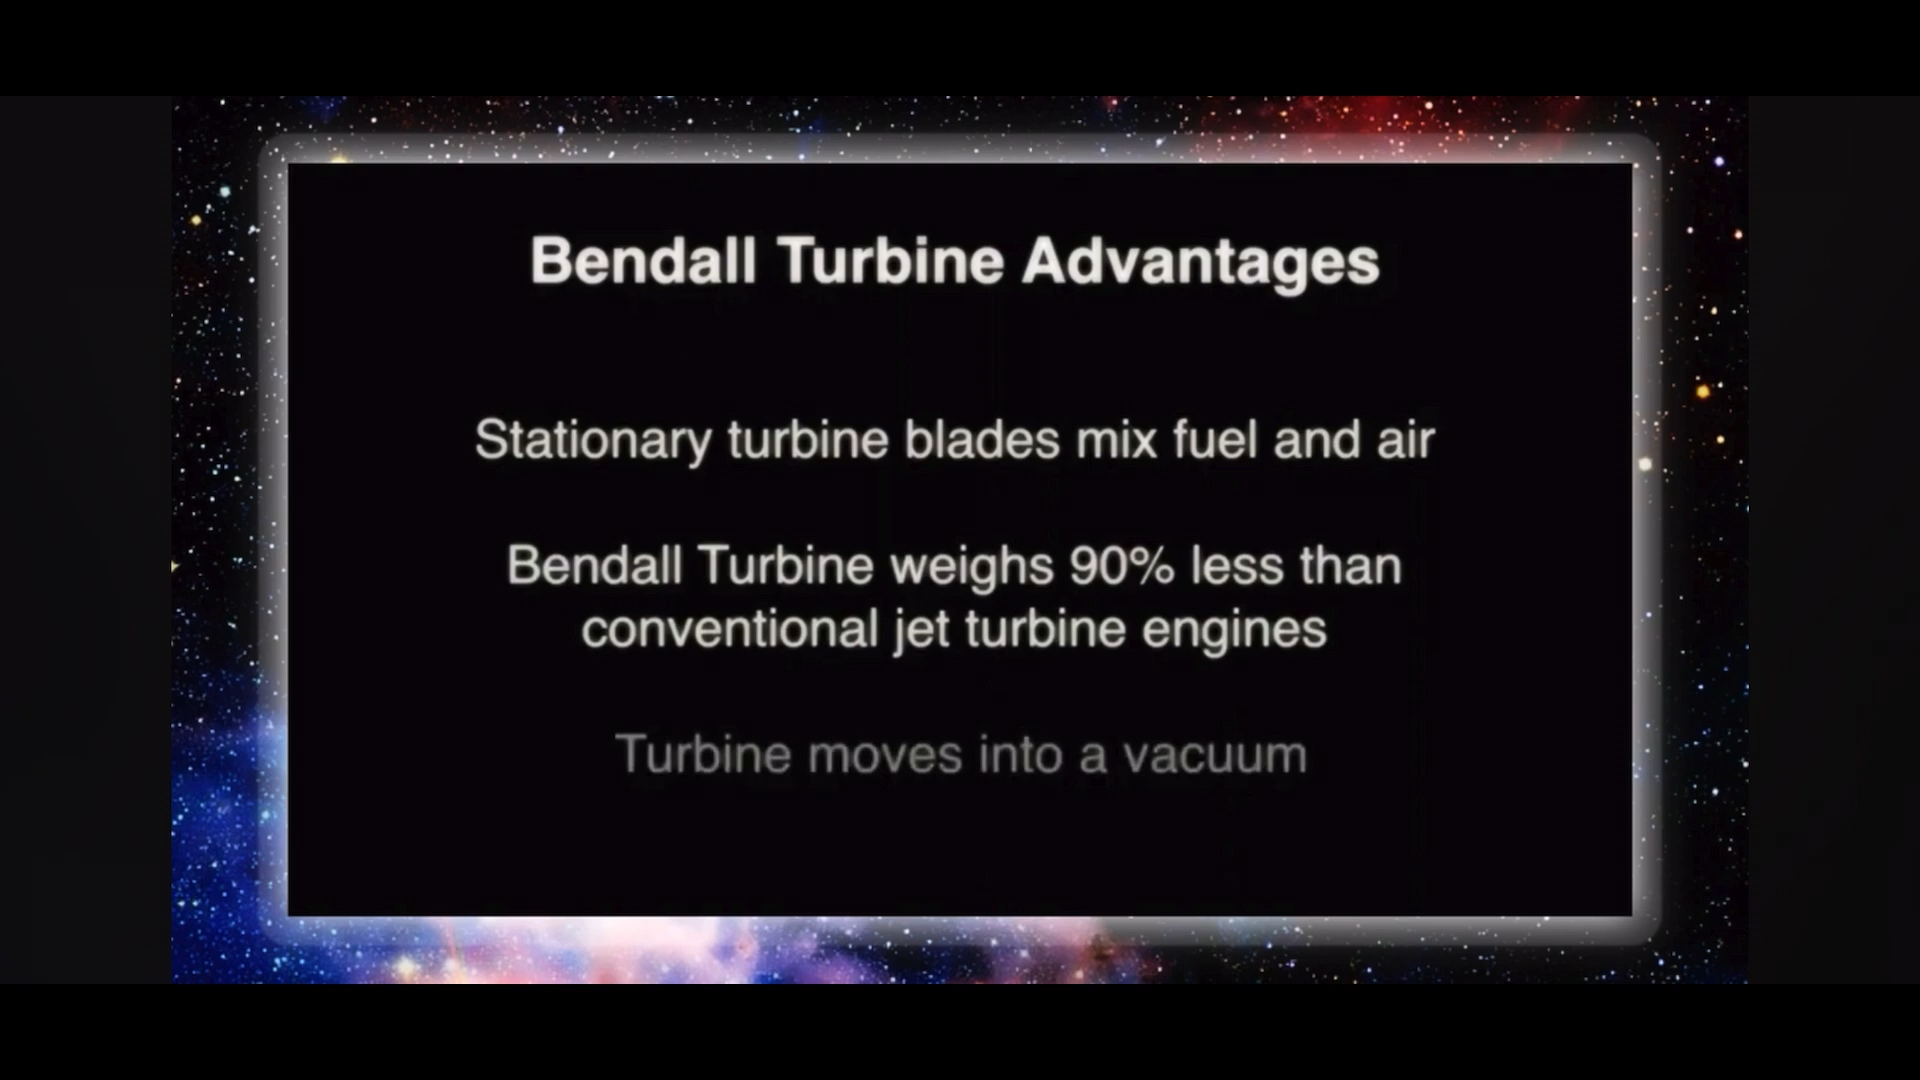 Bendall Turbine Advantages
Stationary turbine blades mix fuel and air
Bendall Turbine weighs 90% less than
conventional jet turbine engines
Turbine moves into a vacuum